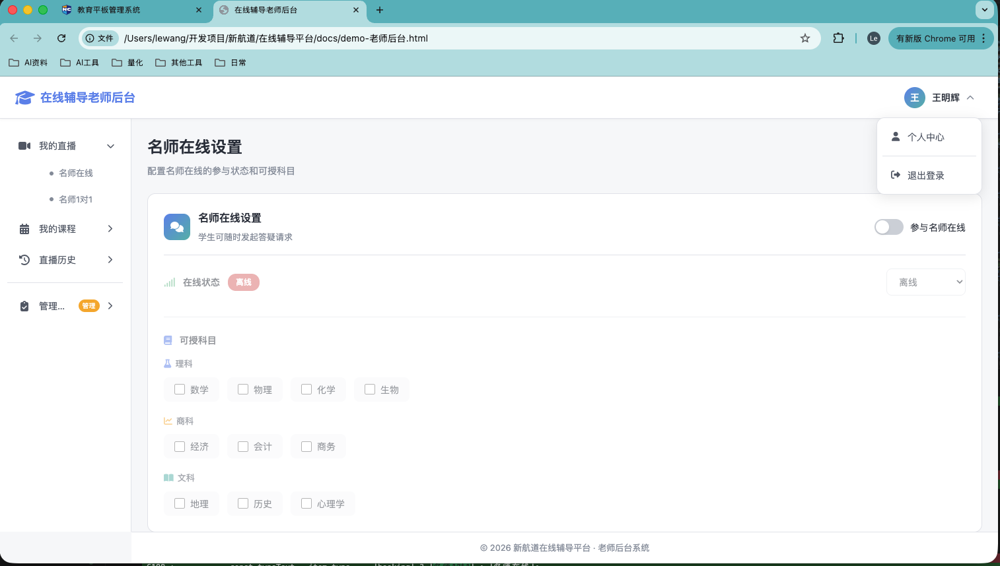 教育平板管理系统
在线辅导老师后台
文件 /Users/lewang/开发项目/新航道/在线辅导平台/docs/demo-老师后台.html
Le
有新版 Chrome 可用
AI资料 AI工具 量化 其他工具 日常
在线辅导老师后台
王 王明辉
个人中心
退出登录
我的直播
名师在线
名师1对1
我的课程
直播历史
管理... 管理
名师在线设置
配置名师在线的参与状态和可授科目
名师在线设置
学生可随时发起答疑请求
参与名师在线
在线状态 离线 离线
可授科目
理科
数学 物理 化学 生物
商科
经济 会计 商务
文科
地理 历史 心理学
© 2026 新航道在线辅导平台 · 老师后台系统